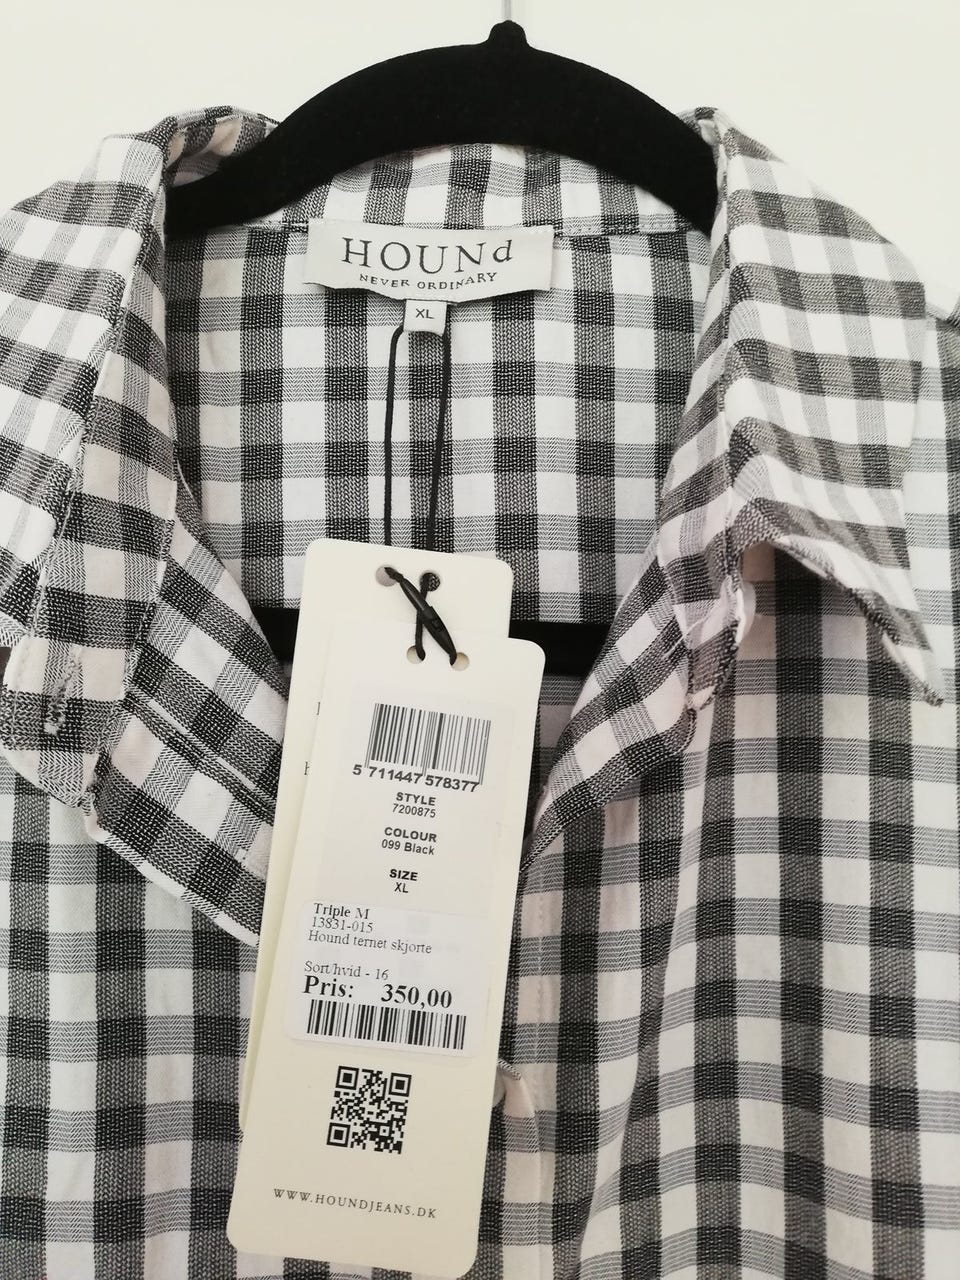 HOUNd
NEVER ORDINARY
XL
5 711447 578377
STYLE
7200875
COLOUR
099 Black
SIZE
XL
Triple M
13831-015
Hound ternet skjorte
Sort/hvid - 16
Pris: 350,00
WWW.HOUNDJEANS.DK